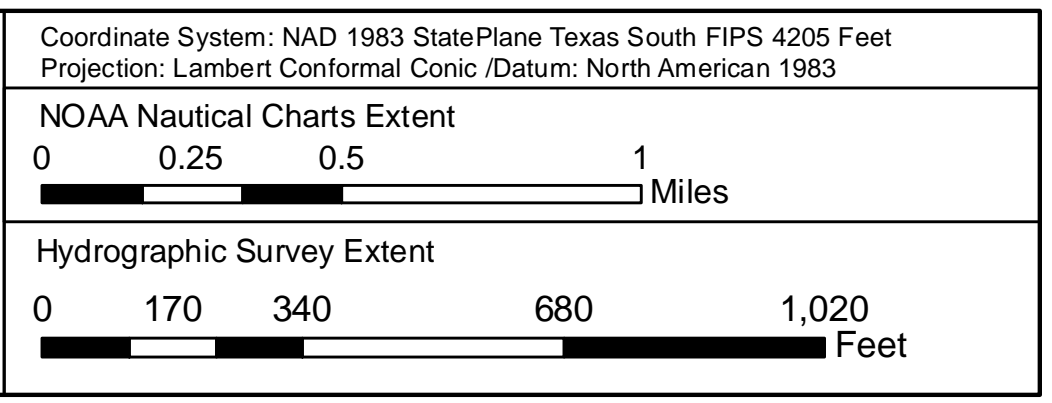 Coordinate System: NAD 1983 StatePlane Texas South FIPS 4205 Feet
Projection: Lambert Conformal Conic /Datum: North American 1983
NOAA Nautical Charts Extent
0 0.25 0.5 1
Miles
Hydrographic Survey Extent
0 170 340 680 1,020
Feet